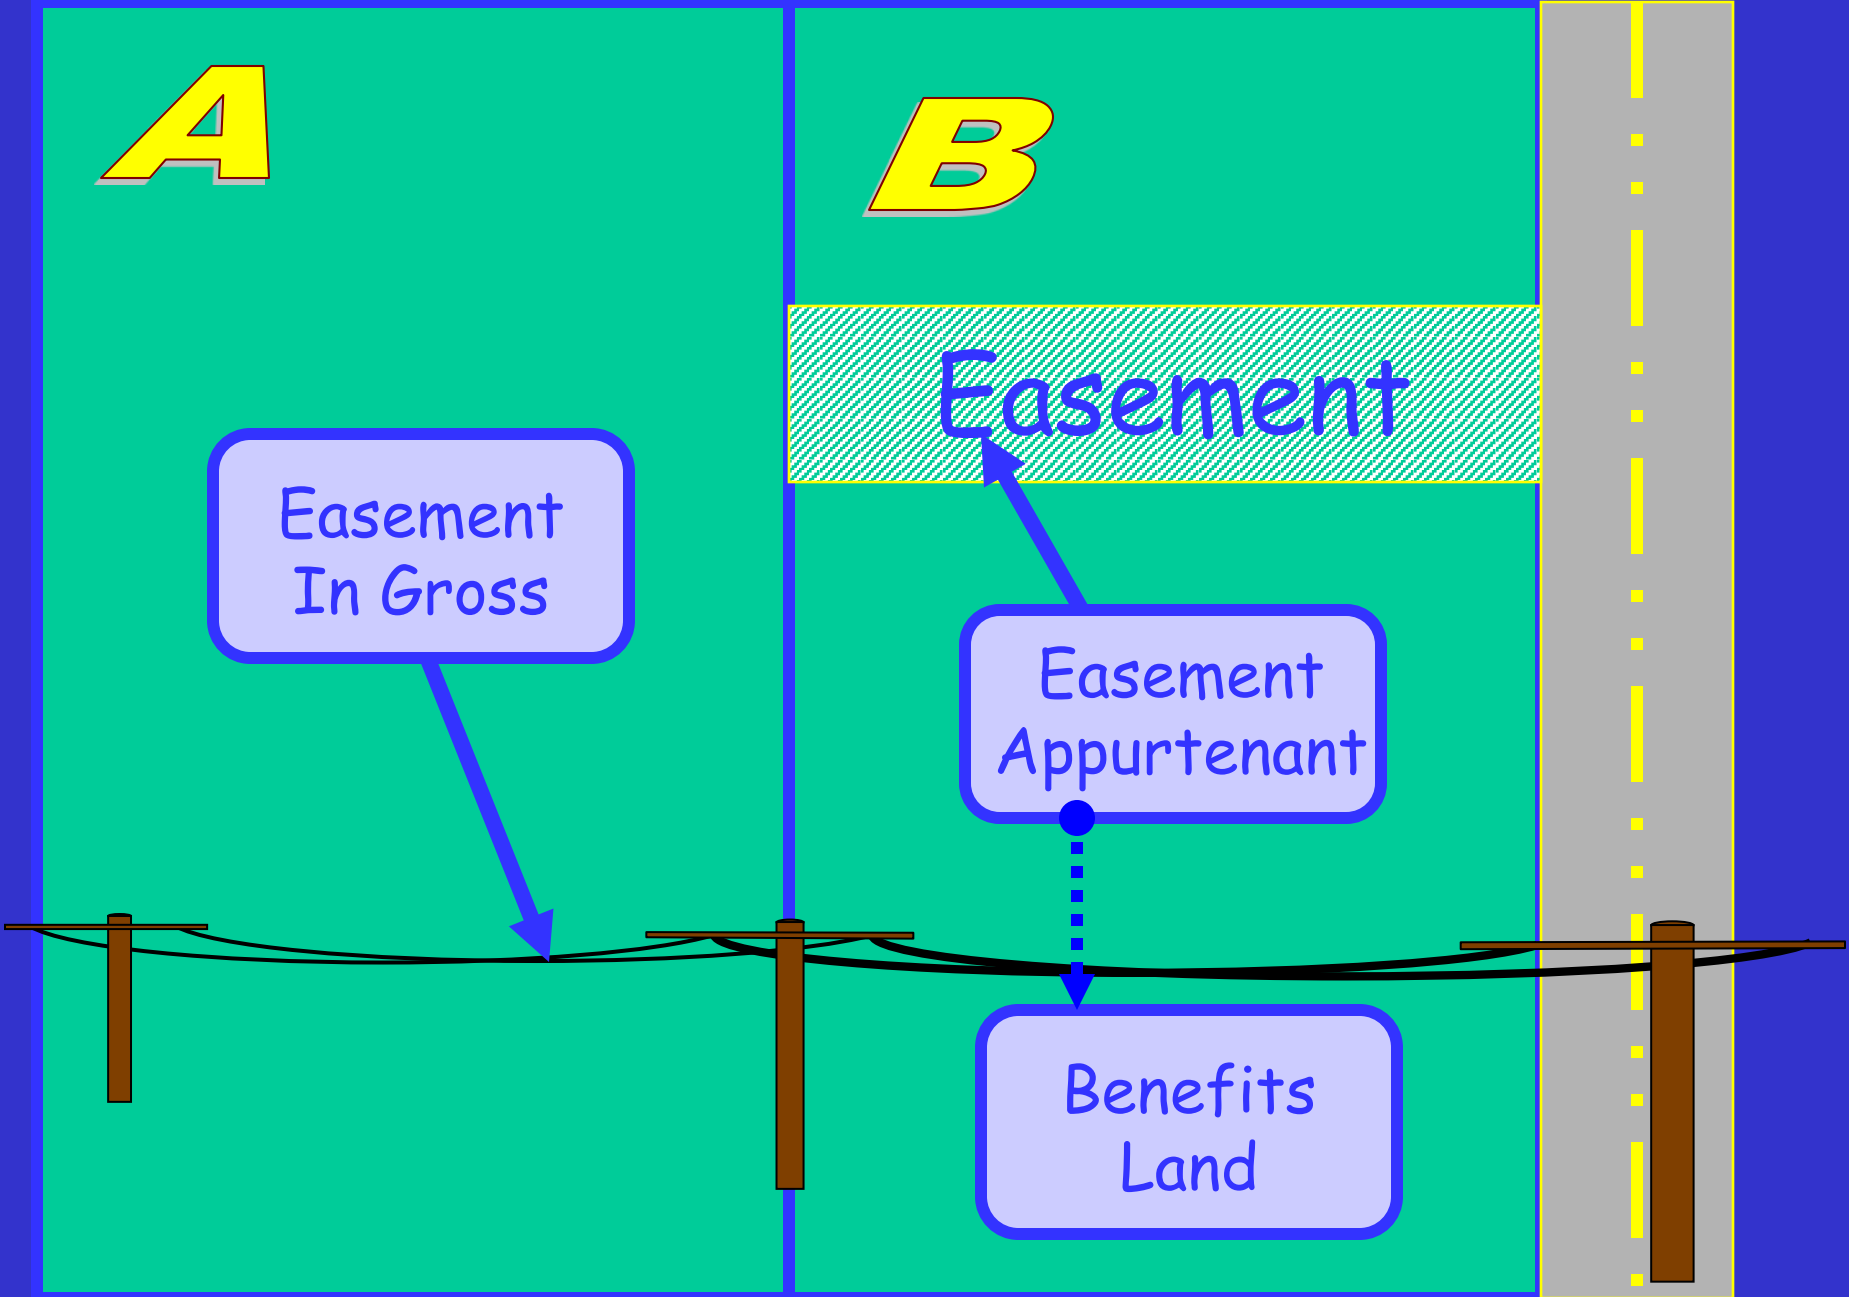 A
B
Easement
Easement
In Gross
Easement
Appurtenant
Benefits
Land